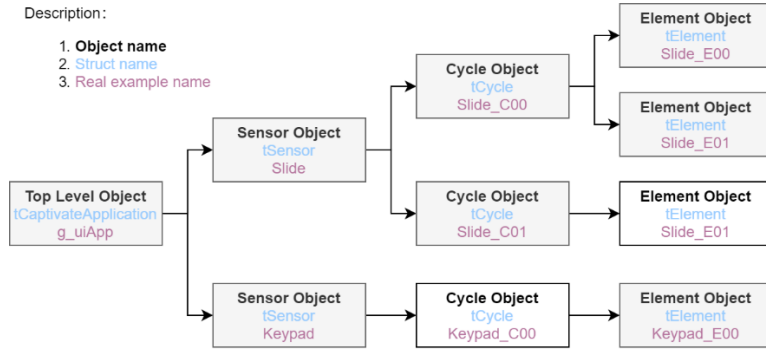 Description:
1. Object name
2. Struct name
3. Real example name
Top Level Object
tCaptivateApplication
g_uiApp
Sensor Object
tSensor
Slide
Cycle Object
tCycle
Slide_C00
Element Object
tElement
Slide_E00
Element Object
tElement
Slide_E01
Cycle Object
tCycle
Slide_C01
Element Object
tElement
Slide_E01
Sensor Object
tSensor
Keypad
Cycle Object
tCycle
Keypad_C00
Element Object
tElement
Keypad_E00